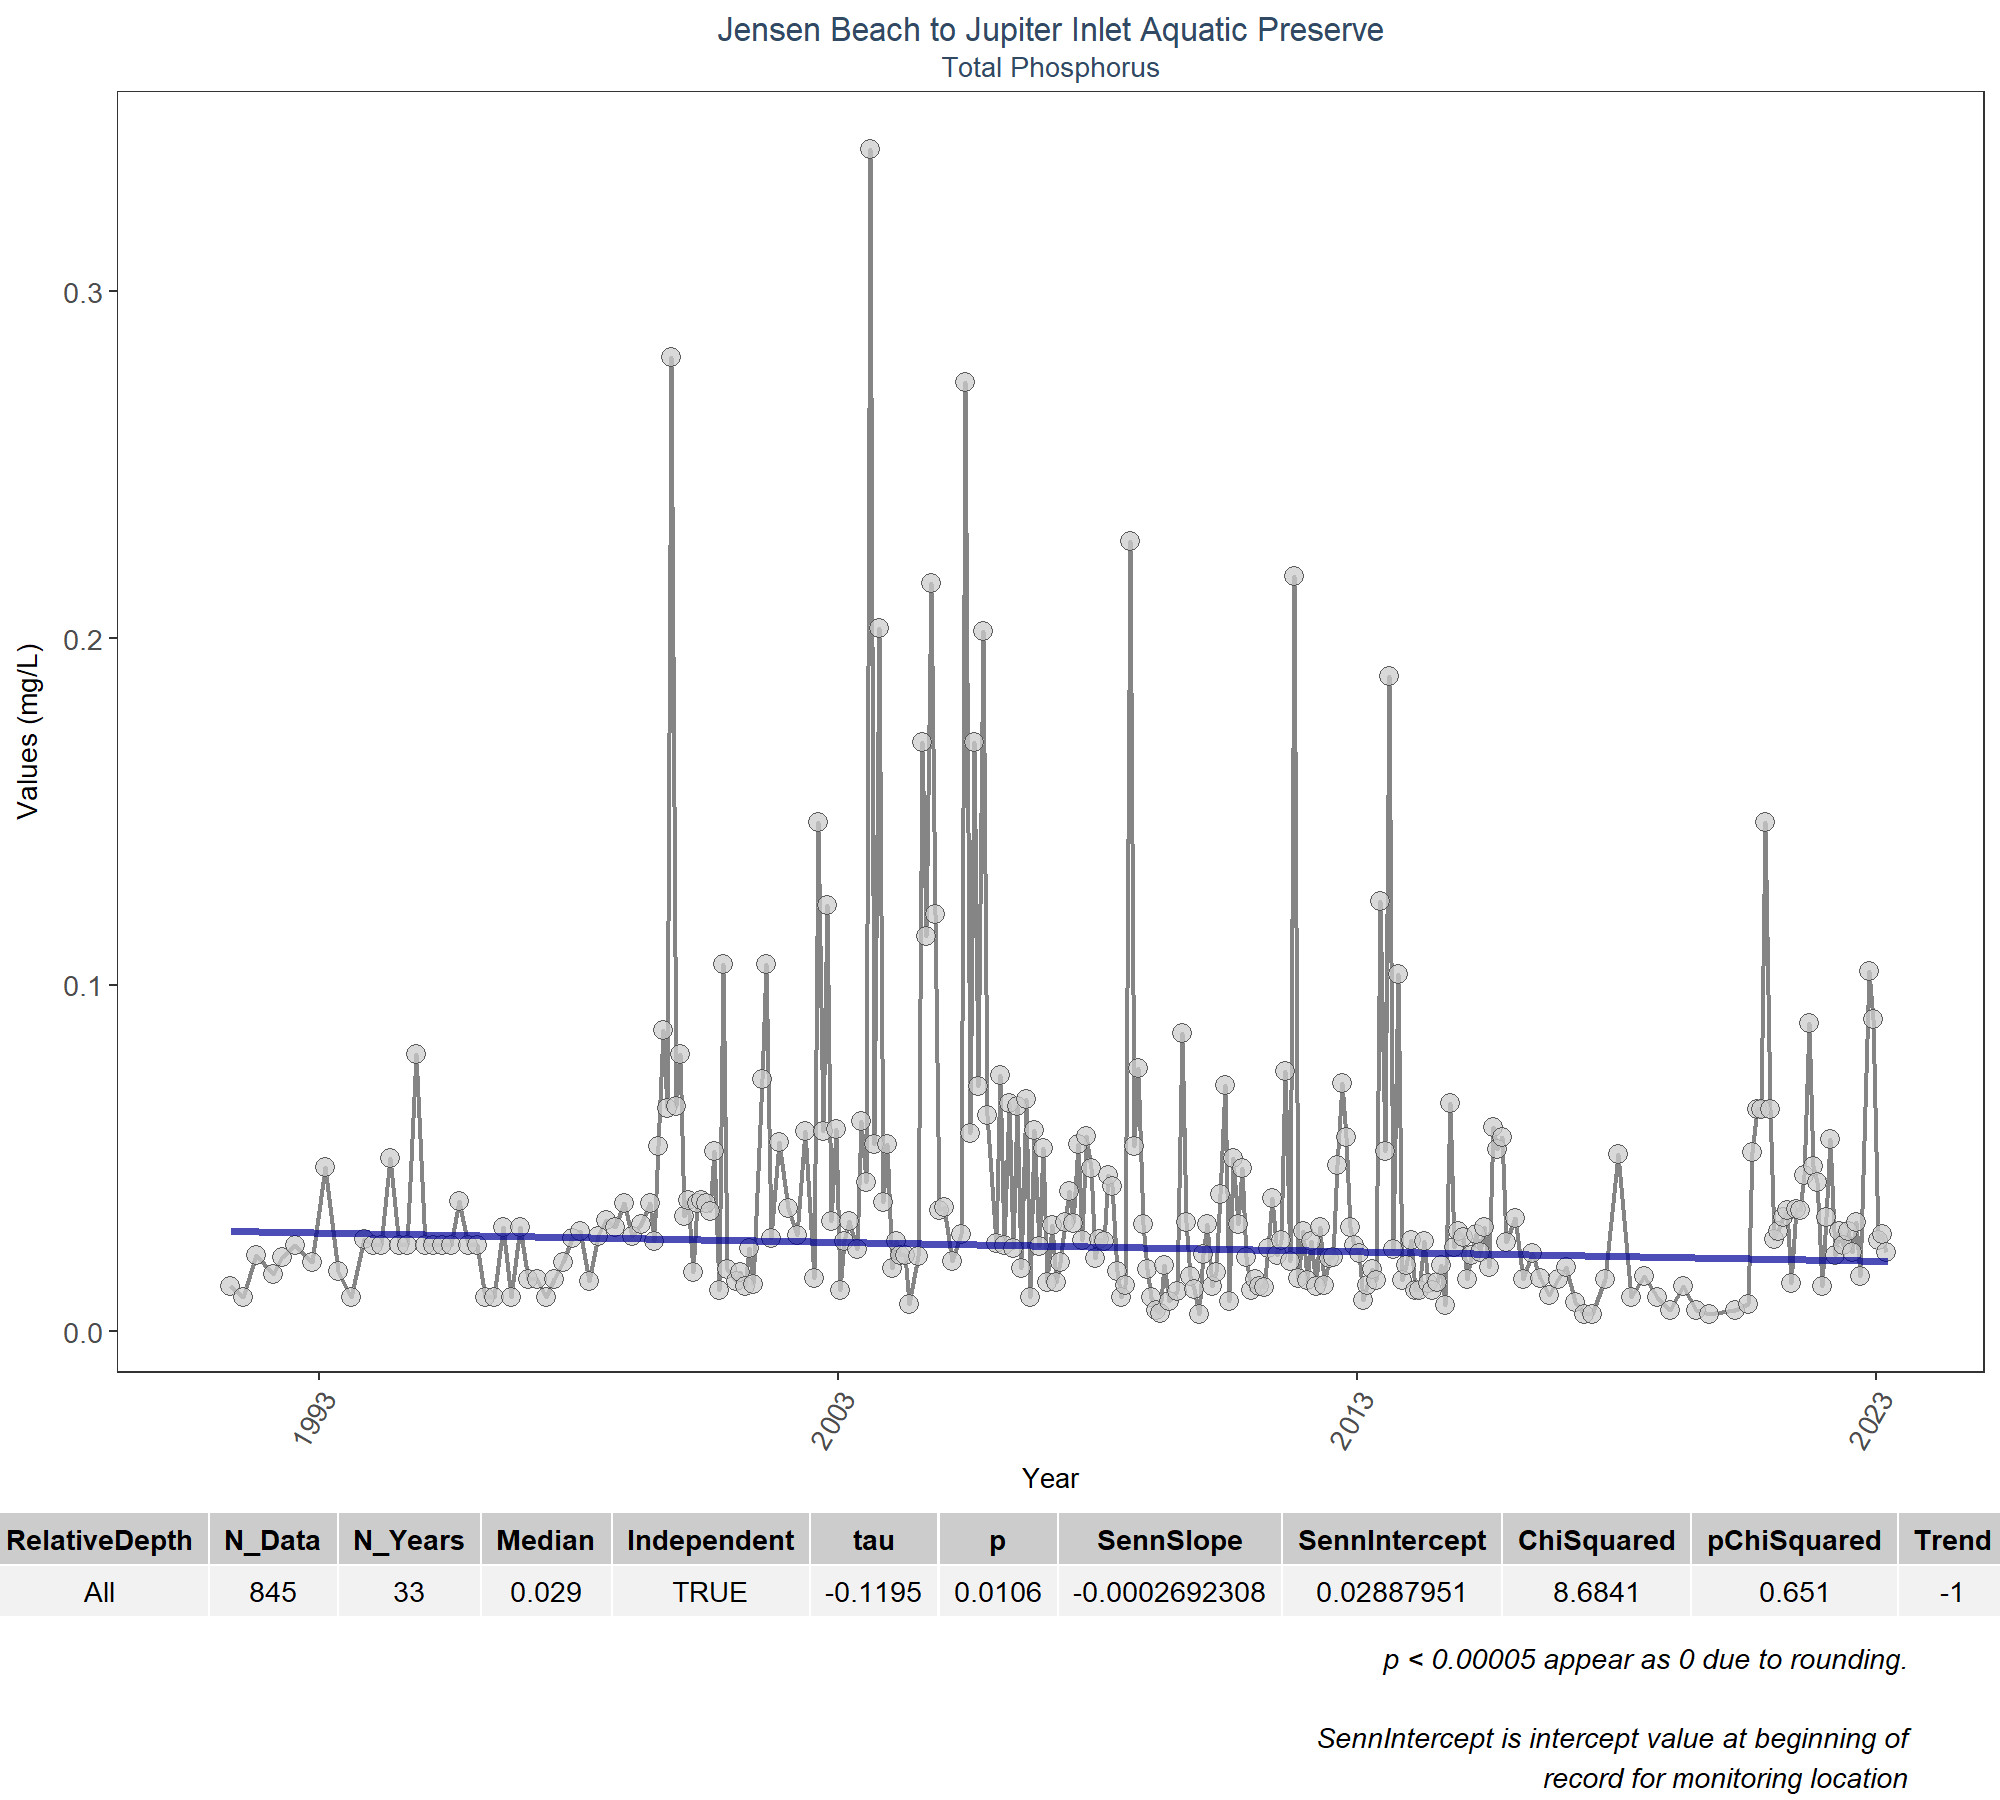 Jensen Beach to Jupiter Inlet Aquatic Preserve
Total Phosphorus
Values (mg/L)
0.3
0.2
0.1
0.0
1993
2003
2013
2023
Year
RelativeDepth N_Data N_Years Median Independent tau p SennSlope SennIntercept ChiSquared pChiSquared Trend
All 845 33 0.029 TRUE -0.1195 0.0106 -0.0002692308 0.02887951 8.6841 0.651 -1
p < 0.00005 appear as 0 due to rounding.
SennIntercept is intercept value at beginning of
record for monitoring location